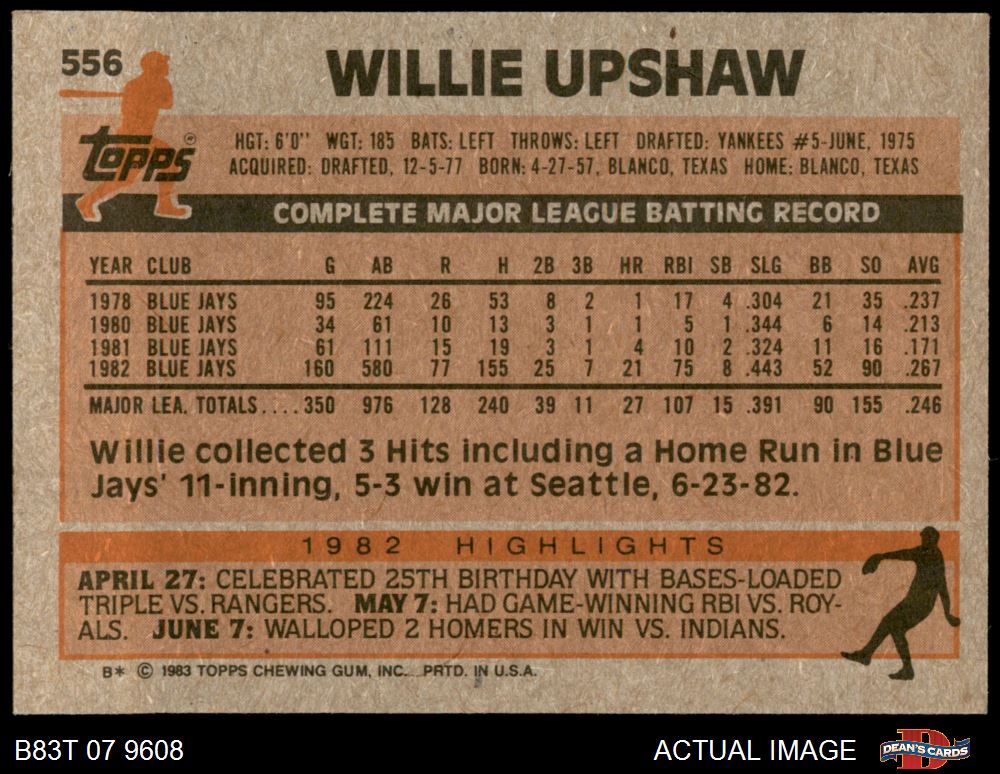 556
WILLIE UPSHAW
Topps ®
HGT: 6'0" WGT: 185 BATS: LEFT THROWS: LEFT DRAFTED: YANKEES #5-JUNE, 1975
ACQUIRED: DRAFTED, 12-5-77 BORN: 4-27-57, BLANCO, TEXAS HOME: BLANCO, TEXAS
COMPLETE MAJOR LEAGUE BATTING RECORD
YEAR CLUB G AB R H 2B 3B HR RBI SB SLG BB SO AVG
1978 BLUE JAYS 95 224 26 53 8 2 1 17 4 .304 21 35 .237
1980 BLUE JAYS 34 61 10 13 3 1 1 5 1 .344 6 14 .213
1981 BLUE JAYS 61 111 15 19 3 1 4 10 2 .324 11 16 .171
1982 BLUE JAYS 160 580 77 155 25 7 21 75 8 .443 52 90 .267
MAJOR LEA. TOTALS....350 976 128 240 39 11 27 107 15 .391 90 155 .246
Willie collected 3 Hits including a Home Run in Blue
Jays' 11-inning, 5-3 win at Seattle, 6-23-82.
1982 HIGHLIGHTS
APRIL 27: CELEBRATED 25TH BIRTHDAY WITH BASES-LOADED
TRIPLE VS. RANGERS. MAY 7: HAD GAME-WINNING RBI VS. ROY-
ALS. JUNE 7: WALLOPED 2 HOMERS IN WIN VS. INDIANS.
B* © 1983 TOPPS CHEWING GUM, INC. PRTD. IN U.S.A.
B83T 07 9608
ACTUAL IMAGE
DEAN'S CARDS